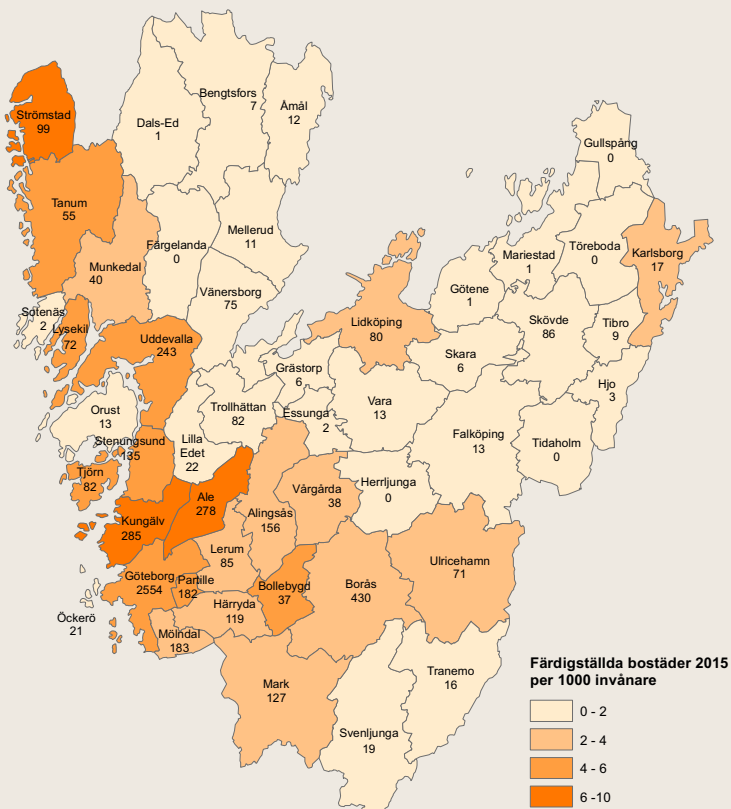 Bengtsfors
7
Åmål
12
Dals-Ed
1
Strömstad
99
Gullspång
0
Tanum
55
Mellerud
11
Färgelanda
0
Mariestad
1
Töreboda
0
Karlsborg
17
Munkedal
40
Vänersborg
75
Götene
1
Sotenäs
2
Lysekil
72
Lidköping
80
Skövde
86
Tibro
9
Uddevalla
243
Skara
6
Grästorp
6
Hjo
3
Orust
13
Trollhättan
82
Essunga
2
Vara
13
Falköping
13
Tidaholm
0
Stenungsund
135
Lilla
Edet
22
Tjörn
82
Ale
278
Vårgårda
38
Herrljunga
0
Kungälv
285
Alingsås
156
Lerum
85
Ulricehamn
71
Göteborg
2554
Partille
182
Bollebygd
37
Borås
430
Härryda
119
Öckerö
21
Mölndal
183
Mark
127
Tranemo
16
Svenljunga
19
Färdigställda bostäder 2015
per 1000 invånare
0 - 2
2 - 4
4 - 6
6 -10